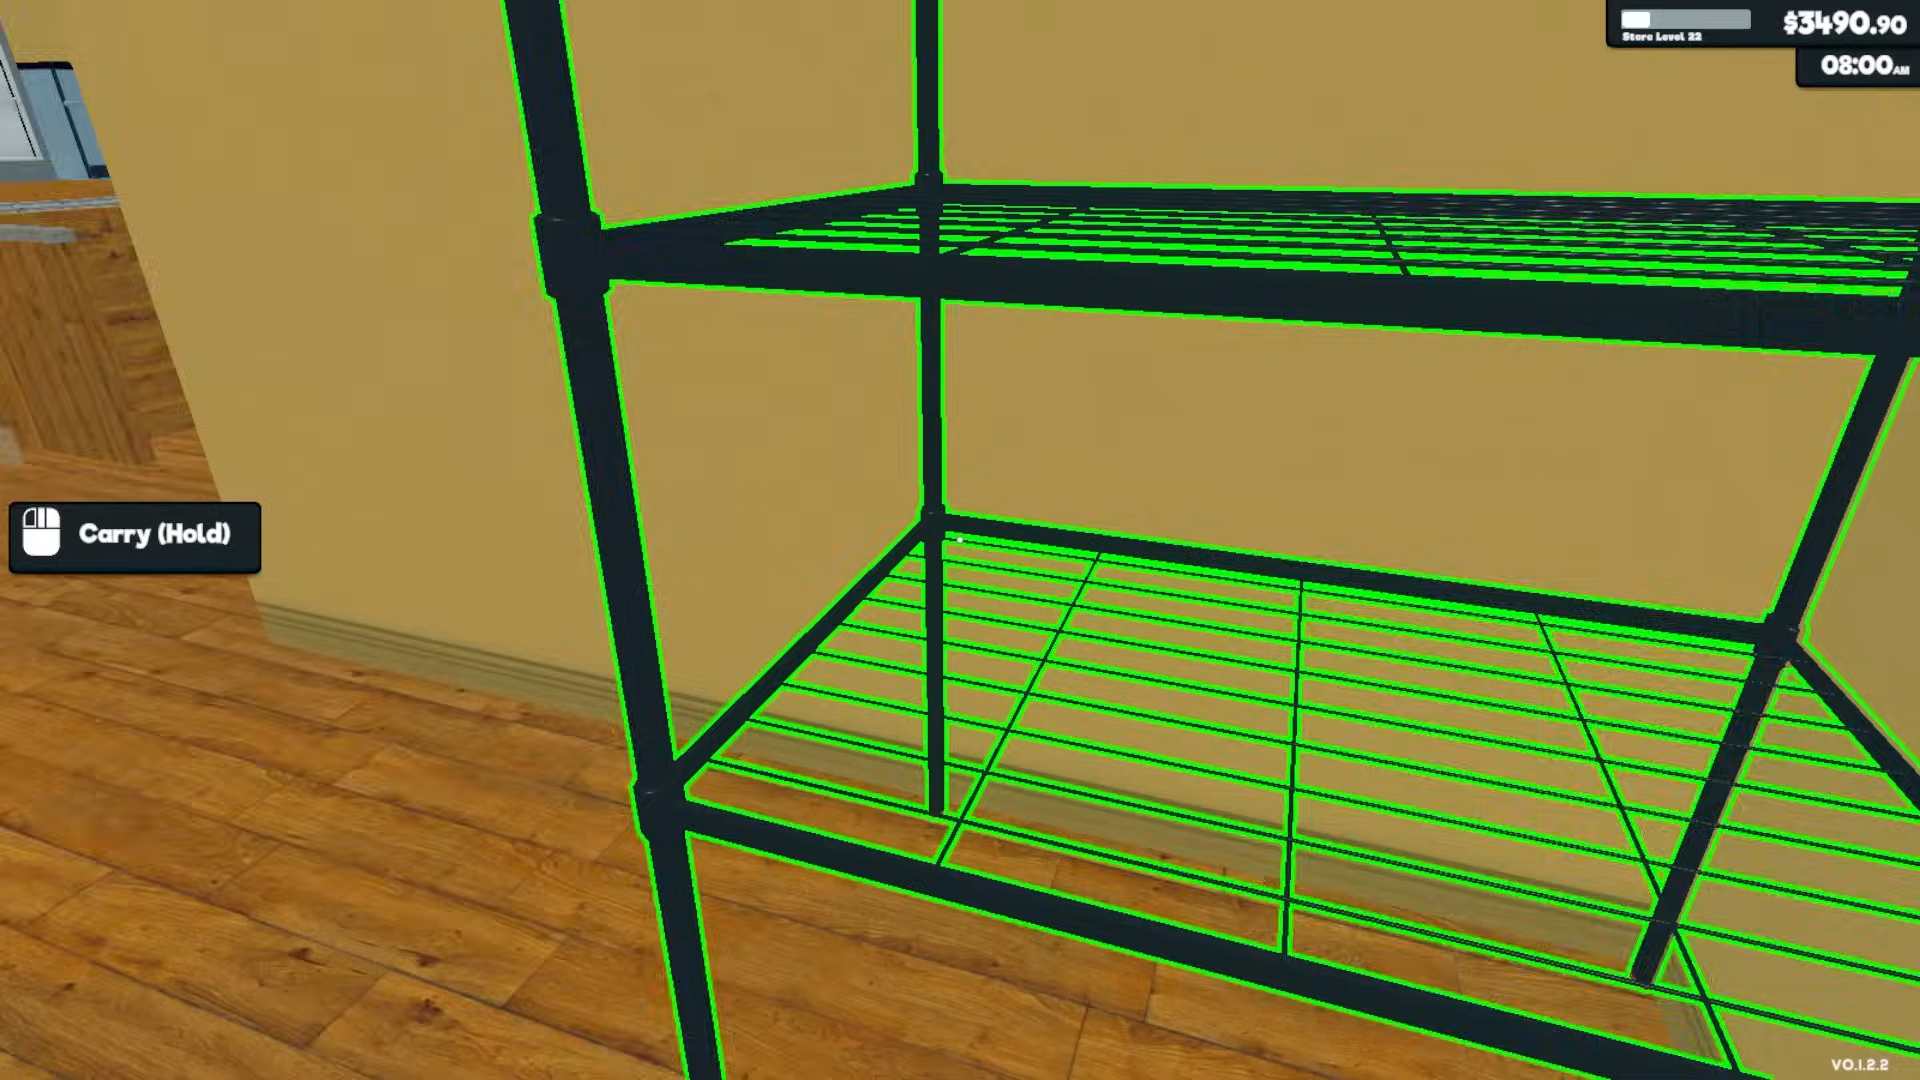 $3490.90
Store Level 22
08:00AM
Carry (Hold)
V0.1.2.2